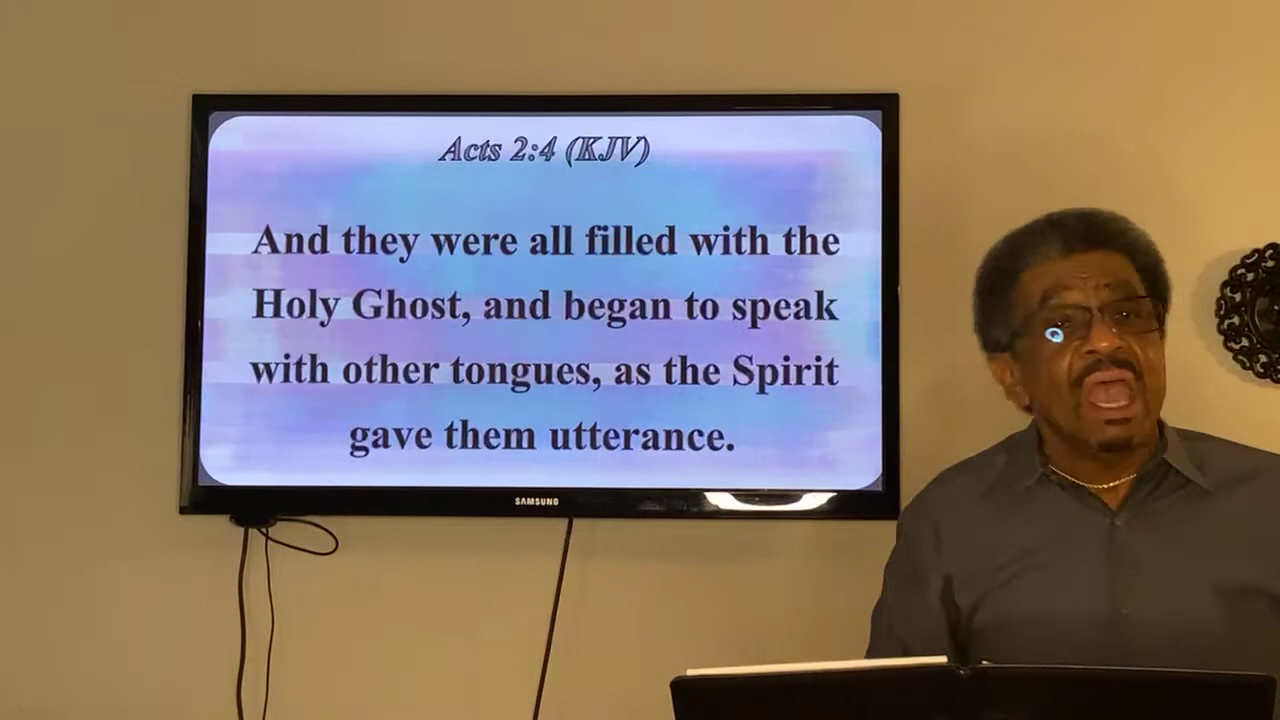 Acts 2:4 (KJV)
And they were all filled with the
Holy Ghost, and began to speak
with other tongues, as the Spirit
gave them utterance.
SAMSUNG